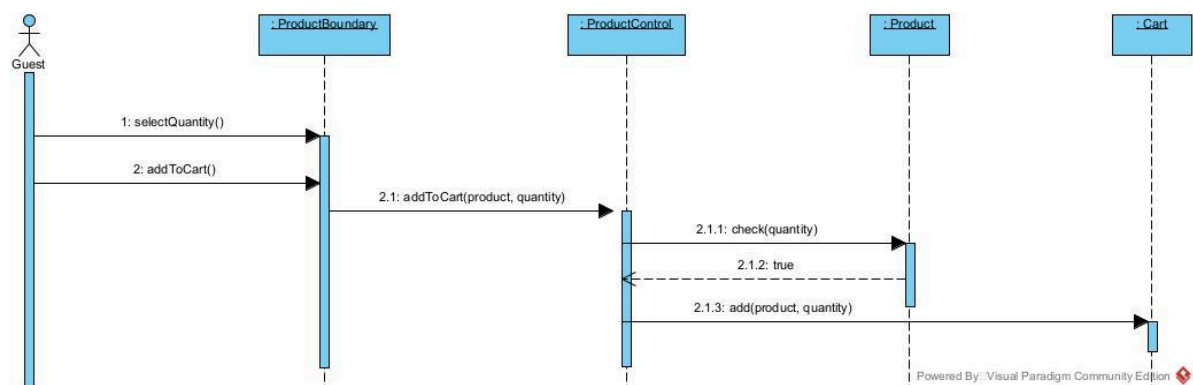 : ProductBoundary
: ProductControl
: Product
: Cart
Guest
1: selectQuantity()
2: addToCart()
2.1: addToCart(product, quantity)
2.1.1: check(quantity)
2.1.2: true
2.1.3: add(product, quantity)
Powered By Visual Paradigm Community Edition